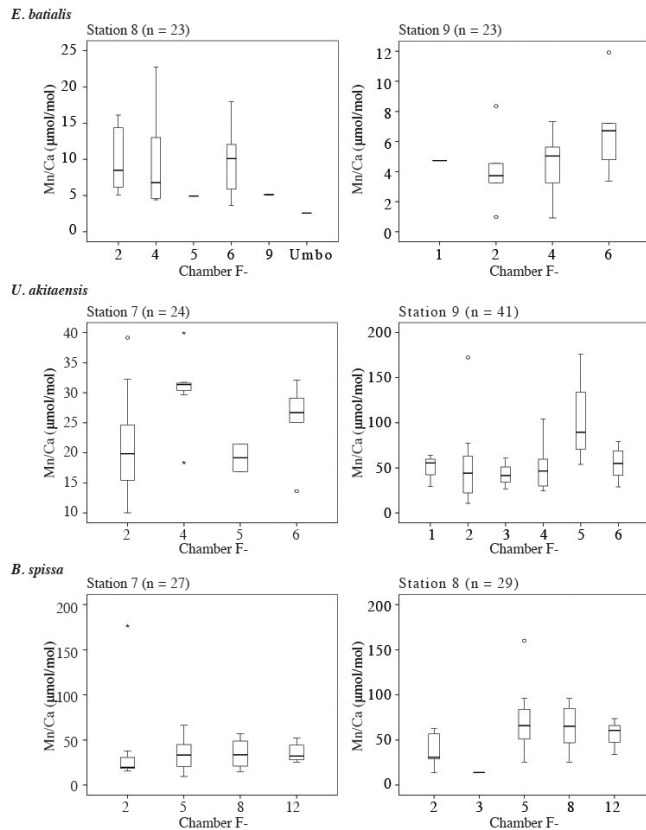 E. batialis
Station 8 (n = 23)
Mn/Ca (μmol/mol)
25
20
15
10
5
0
2 4 5 6 9 Umbo
Chamber F-
Station 9 (n = 23)
Mn/Ca (μmol/mol)
12
10
8
6
4
2
0
1 2 4 6
Chamber F-
U. akitaensis
Station 7 (n = 24)
Mn/Ca (μmol/mol)
40
35
30
25
20
15
10
2 4 5 6
Chamber F-
Station 9 (n = 41)
Mn/Ca (μmol/mol)
200
150
100
50
0
1 2 3 4 5 6
Chamber F-
B. spissa
Station 7 (n = 27)
Mn/Ca (μmol/mol)
200
150
100
50
0
2 5 8 12
Chamber F-
Station 8 (n = 29)
Mn/Ca (μmol/mol)
200
150
100
50
0
2 3 5 8 12
Chamber F-